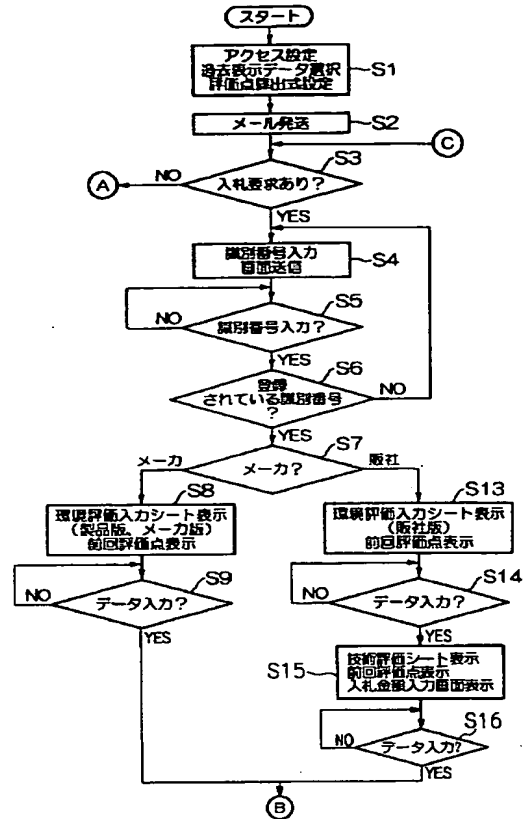 スタート
アクセス設定
過去表示データ選択
評価点算出式設定
S1
メール発送
S2
C
S3
NO
入札要求あり？
A
YES
識別番号入力
画面送信
S4
S5
NO
識別番号入力？
YES
S6
登録
されている識別番号
？
NO
YES
S7
メーカ
メーカ？
販社
S8
環境評価入力シート表示
（製品版、メーカ版）
前回評価点表示
S13
環境評価入力シート表示
（販社版）
前回評価点表示
S9
NO
データ入力？
YES
S14
NO
データ入力？
YES
S15
技術評価シート表示
前回評価点表示
入札金額入力画面表示
S16
NO
データ入力？
YES
B